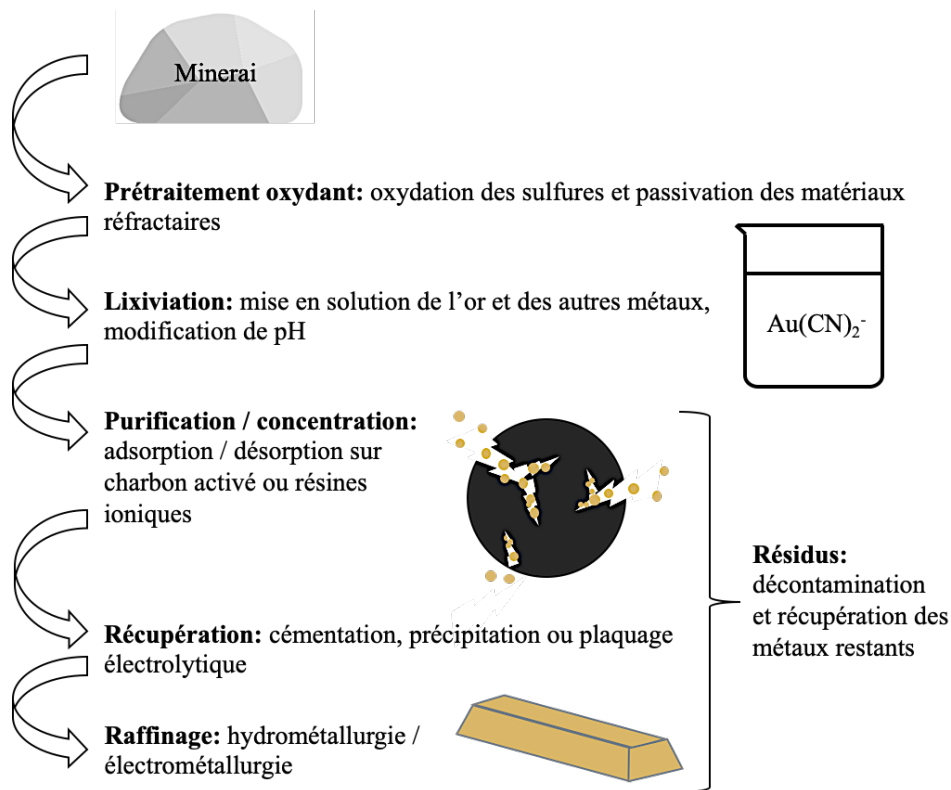 Minerai
Prétraitement oxydant: oxydation des sulfures et passivation des matériaux
réfractaires
Lixiviation: mise en solution de l’or et des autres métaux,
modification de pH
Au(CN)₂⁻
Purification / concentration:
adsorption / désorption sur
charbon activé ou résines
ioniques
Résidus:
décontamination
et récupération des
métaux restants
Récupération: cémentation, précipitation ou plaquage
électrolytique
Raffinage: hydrométallurgie /
électrométallurgie